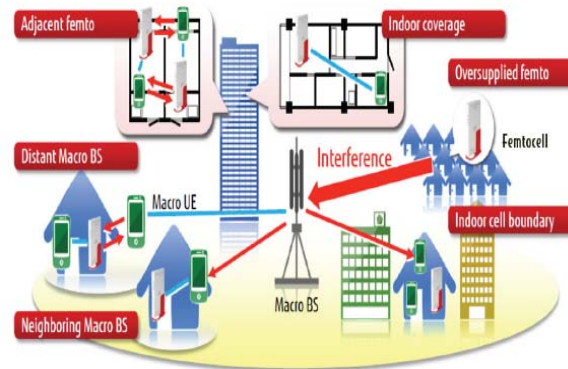 Adjacent femto
Indoor coverage
Oversupplied femto
Femtocell
Interference
Distant Macro BS
Macro UE
Indoor cell boundary
Macro BS
Neighboring Macro BS